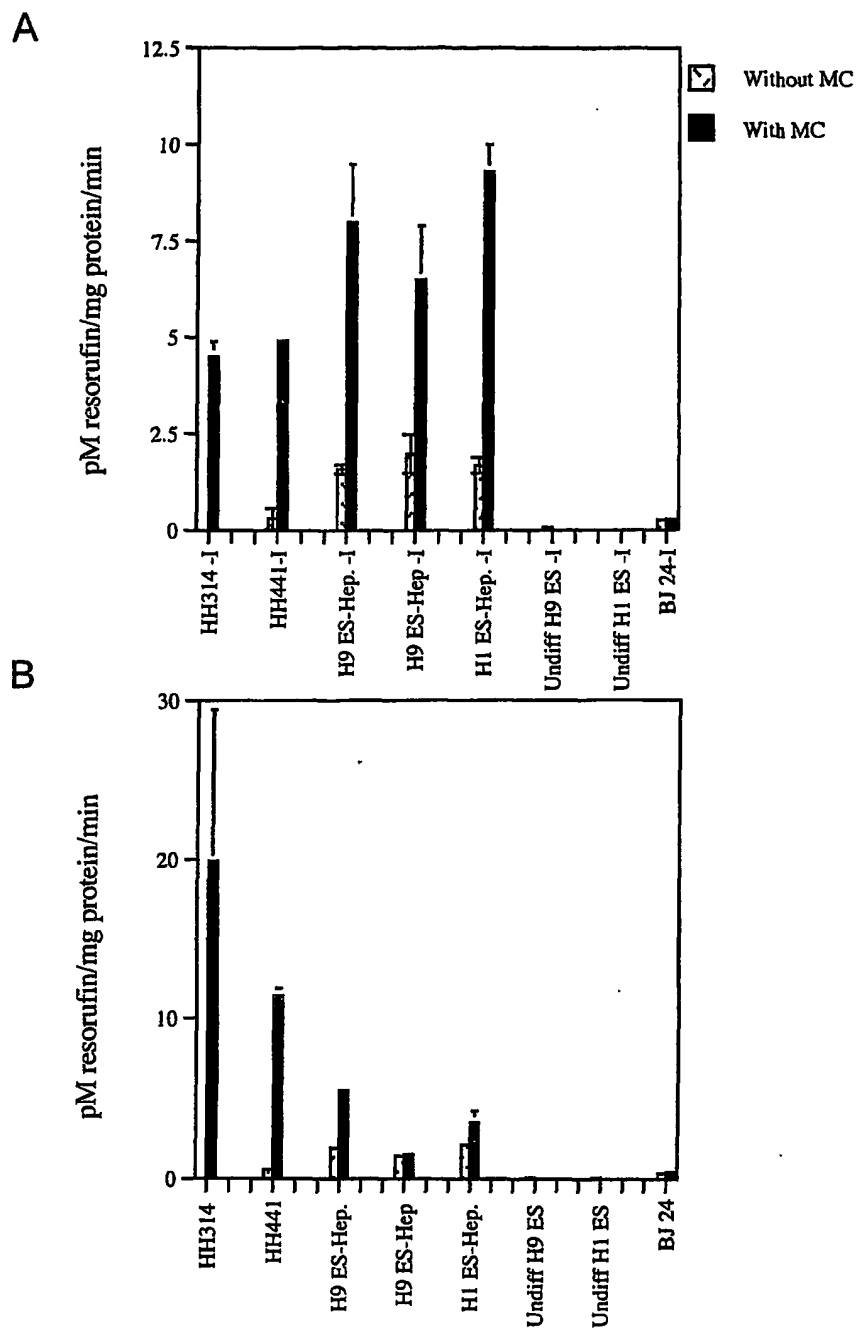 A
12.5
10
7.5
5
2.5
0
pM resorufin/mg protein/min
Without MC
With MC
HH314 -I
HH441-I
H9 ES-Hep. -I
H9 ES-Hep -I
H1 ES-Hep. -I
Undiff H9 ES -I
Undiff H1 ES -I
BJ 24-I
B
30
20
10
0
pM resorufin/mg protein/min
HH314
HH441
H9 ES-Hep.
H9 ES-Hep
H1 ES-Hep.
Undiff H9 ES
Undiff H1 ES
BJ 24